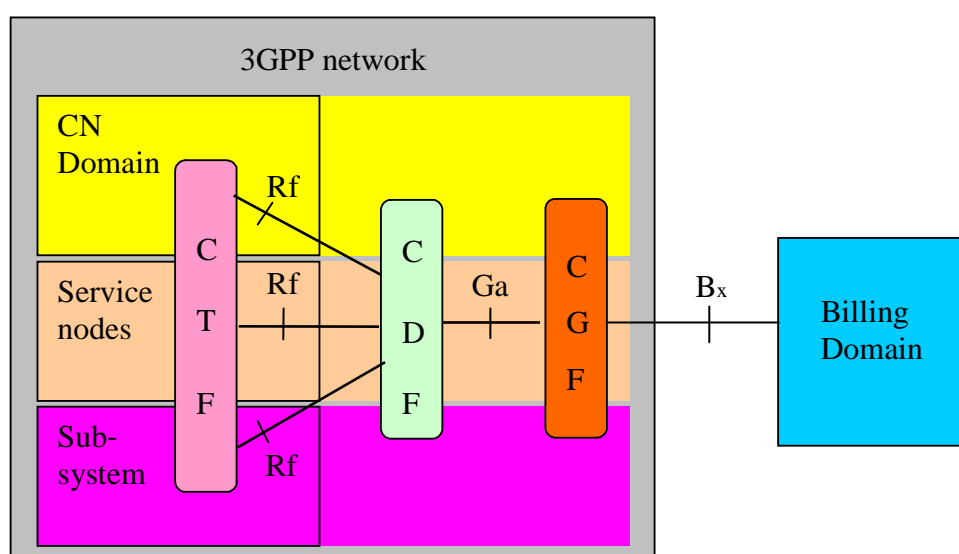 3GPP network
CN
Domain
Rf
C
T
F
C
D
F
C
G
F
Service
nodes
Rf
Ga
Bx
Billing
Domain
Sub-
system
Rf